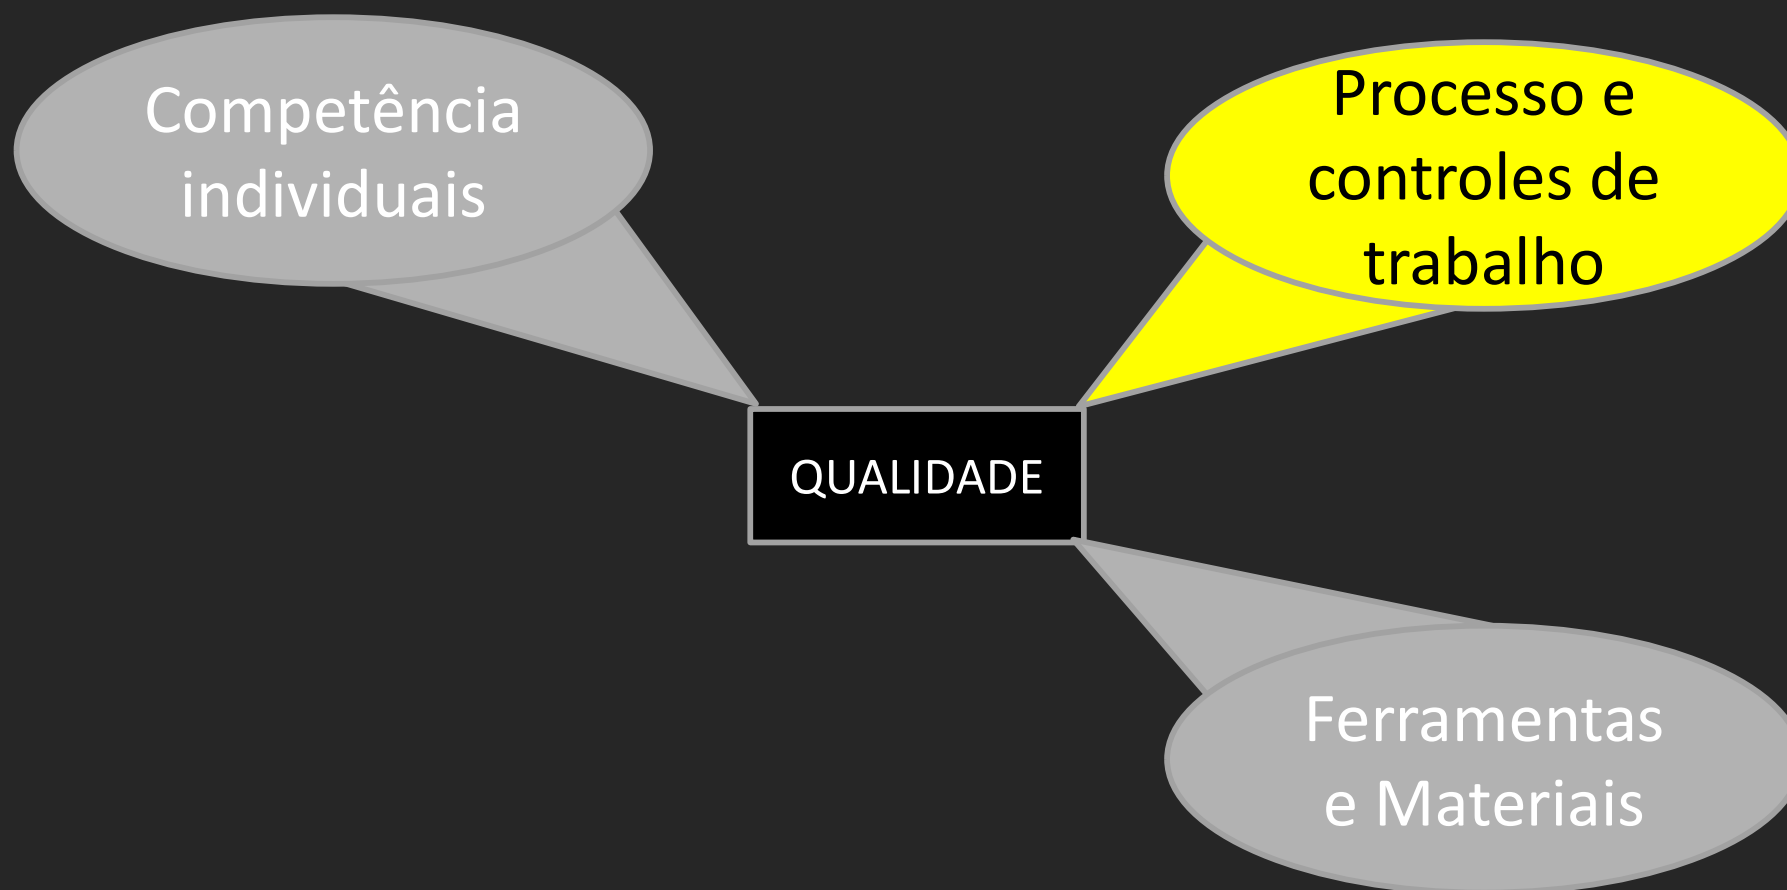 Competência
individuais
Processo e
controles de
trabalho
QUALIDADE
Ferramentas
e Materiais